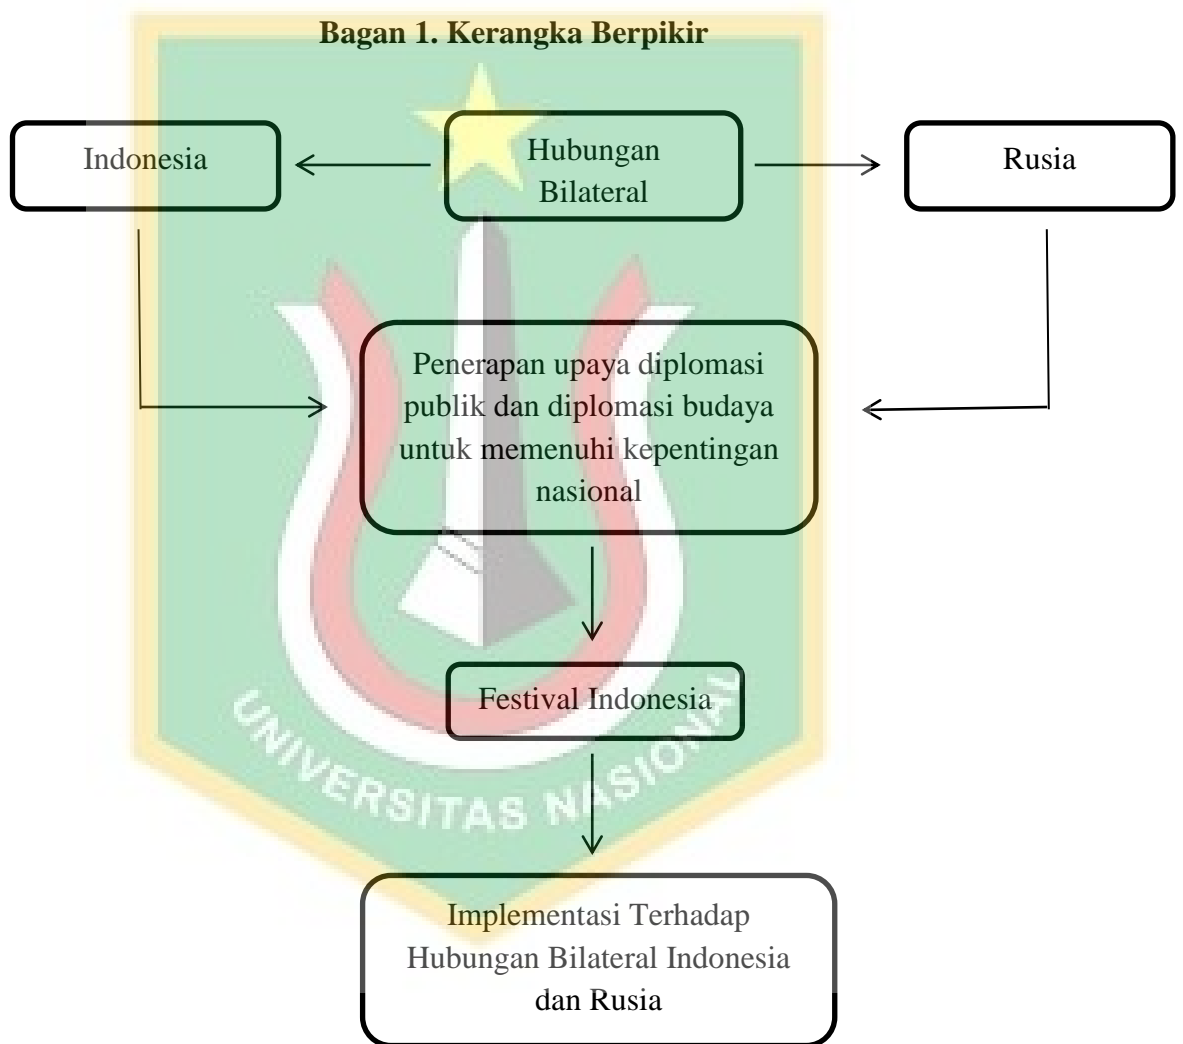 Bagan 1. Kerangka Berpikir
Indonesia
Hubungan
Bilateral
Rusia
Penerapan upaya diplomasi
publik dan diplomasi budaya
untuk memenuhi kepentingan
nasional
Festival Indonesia
UNIVERSITAS NASIONAL
Implementasi Terhadap
Hubungan Bilateral Indonesia
dan Rusia